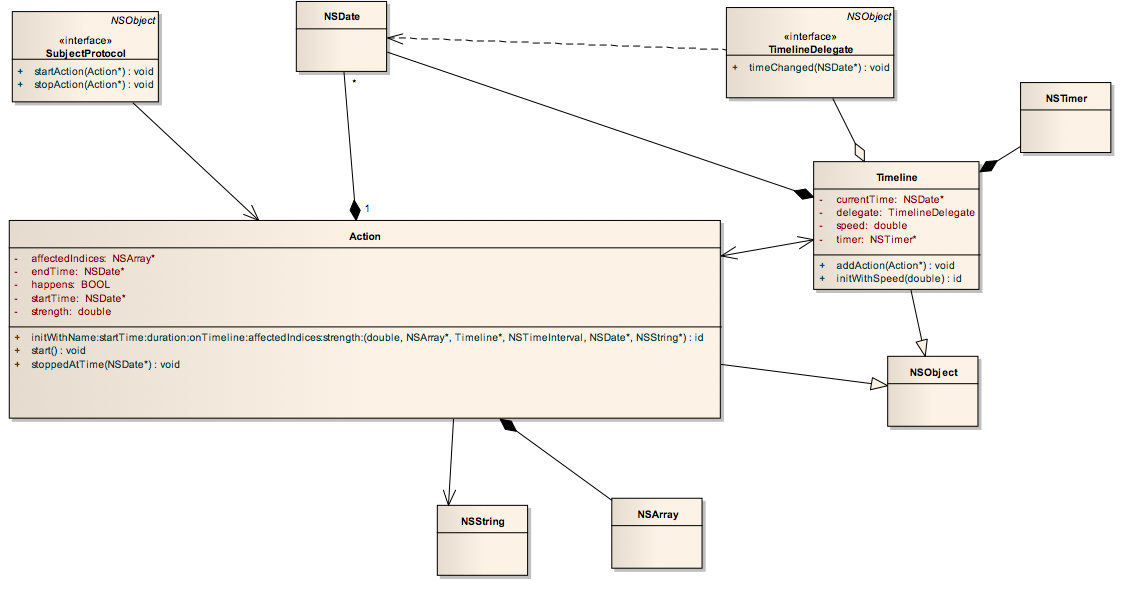 NSObject
«interface»
SubjectProtocol
+ startAction(Action*) : void
+ stopAction(Action*) : void
NSDate
NSObject
«interface»
TimelineDelegate
+ timeChanged(NSDate*) : void
NSTimer
*
1
Timeline
- currentTime: NSDate*
- delegate: TimelineDelegate
- speed: double
- timer: NSTimer*
+ addAction(Action*) : void
+ initWithSpeed(double) : id
Action
- affectedIndices: NSArray*
- endTime: NSDate*
- happens: BOOL
- startTime: NSDate*
- strength: double
+ initWithName:startTime:duration:onTimeline:affectedIndices:strength:(double, NSArray*, Timeline*, NSTimeInterval, NSDate*, NSString*) : id
+ start() : void
+ stoppedAtTime(NSDate*) : void
NSObject
NSString
NSArray